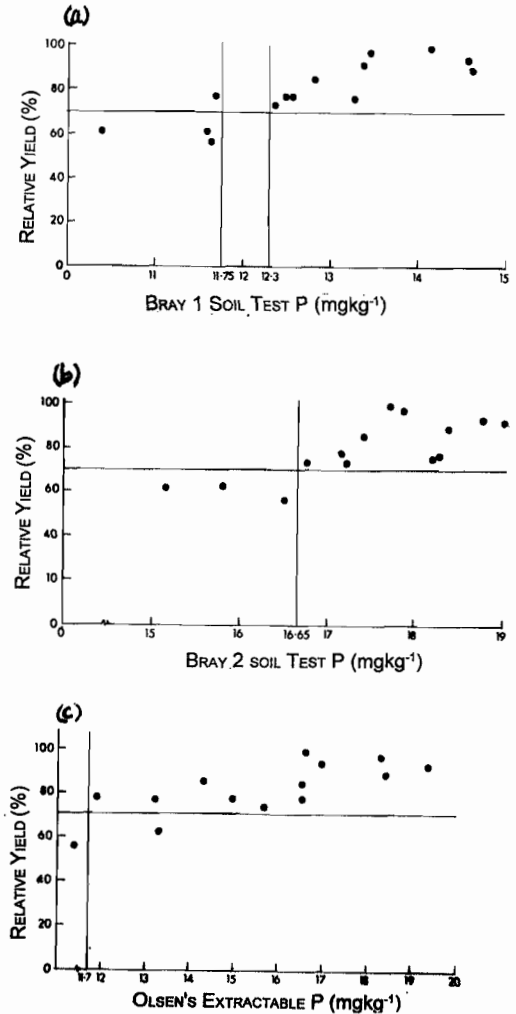 (a)
RELATIVE YIELD (%)
100
80
60
40
20
0
0 11 11·75 12 12·3 13 14 15
BRAY 1 SOIL TEST P (mgkg-1)
(b)
RELATIVE YIELD (%)
100
80
60
40
10
0
0 15 16 16·65 17 18 19
BRAY 2 SOIL TEST P (mgkg-1)
(c)
RELATIVE YIELD (%)
100
80
60
40
20
0
11·7 12 13 14 15 16 17 18 19 20
OLSEN'S EXTRACTABLE P (mgkg-1)